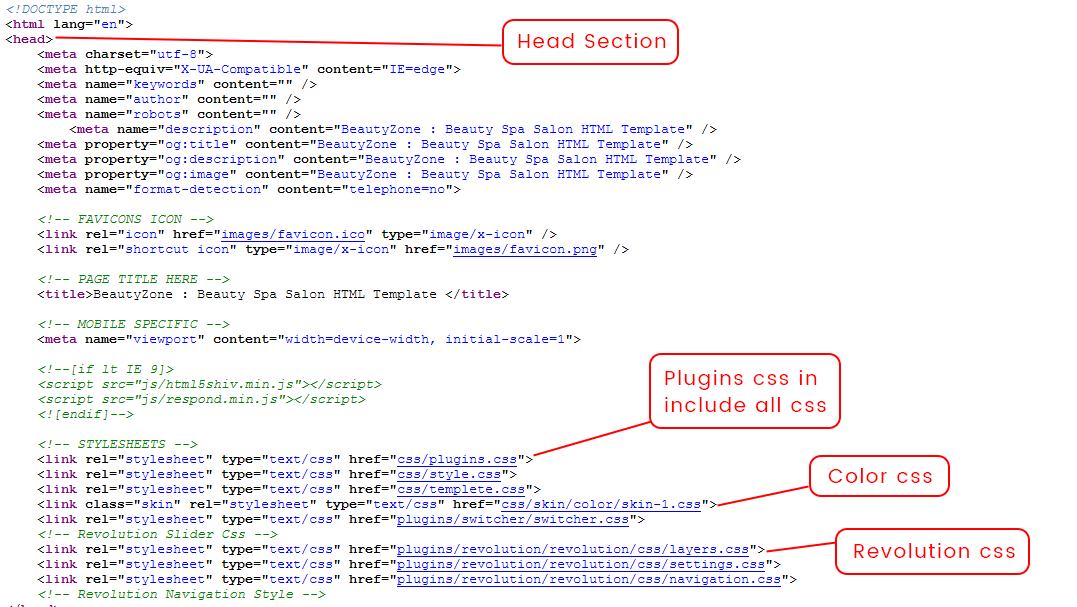 <!DOCTYPE html>
<html lang="en">
<head>
Head Section
<meta charset="utf-8">
<meta http-equiv="X-UA-Compatible" content="IE=edge">
<meta name="keywords" content="" />
<meta name="author" content="" />
<meta name="robots" content="" />
<meta name="description" content="BeautyZone : Beauty Spa Salon HTML Template" />
<meta property="og:title" content="BeautyZone : Beauty Spa Salon HTML Template" />
<meta property="og:description" content="BeautyZone : Beauty Spa Salon HTML Template" />
<meta property="og:image" content="BeautyZone : Beauty Spa Salon HTML Template" />
<meta name="format-detection" content="telephone=no">
<!-- FAVICONS ICON -->
<link rel="icon" href="images/favicon.ico" type="image/x-icon" />
<link rel="shortcut icon" type="image/x-icon" href="images/favicon.png" />
<!-- PAGE TITLE HERE -->
<title>BeautyZone : Beauty Spa Salon HTML Template </title>
<!-- MOBILE SPECIFIC -->
<meta name="viewport" content="width=device-width, initial-scale=1">
<!--[if lt IE 9]>
<script src="js/html5shiv.min.js"></script>
<script src="js/respond.min.js"></script>
<![endif]-->
Plugins css in
include all css
<!-- STYLESHEETS -->
<link rel="stylesheet" type="text/css" href="css/plugins.css">
<link rel="stylesheet" type="text/css" href="css/style.css">
<link rel="stylesheet" type="text/css" href="css/templete.css">
<link class="skin" rel="stylesheet" type="text/css" href="css/skin/color/skin-1.css">
Color css
<link rel="stylesheet" type="text/css" href="plugins/switcher/switcher.css">
<!-- Revolution Slider Css -->
<link rel="stylesheet" type="text/css" href="plugins/revolution/revolution/css/layers.css">
Revolution css
<link rel="stylesheet" type="text/css" href="plugins/revolution/revolution/css/settings.css">
<link rel="stylesheet" type="text/css" href="plugins/revolution/revolution/css/navigation.css">
<!-- Revolution Navigation Style -->